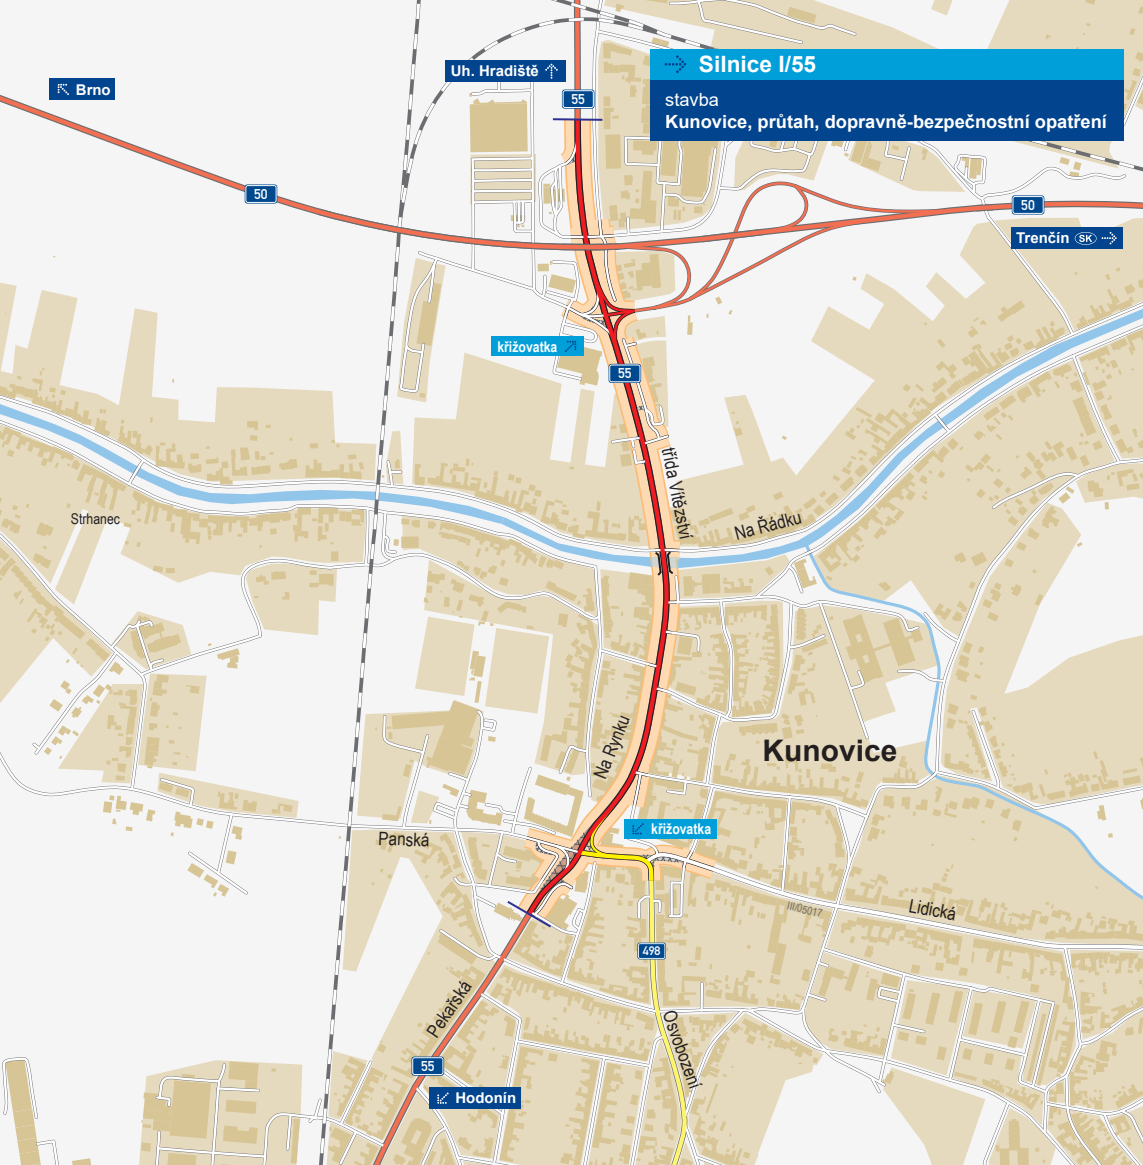 Silnice I/55
stavba
Kunovice, průtah, dopravně-bezpečnostní opatření
Uh. Hradiště
Brno
55
50
50
Trenčín SK
křižovatka
55
třída Vítězství
Na Řádku
Strhanec
Na Rynku
Kunovice
křižovatka
Panská
III/05017
Lidická
498
Pekařská
Osvobození
55
Hodonín